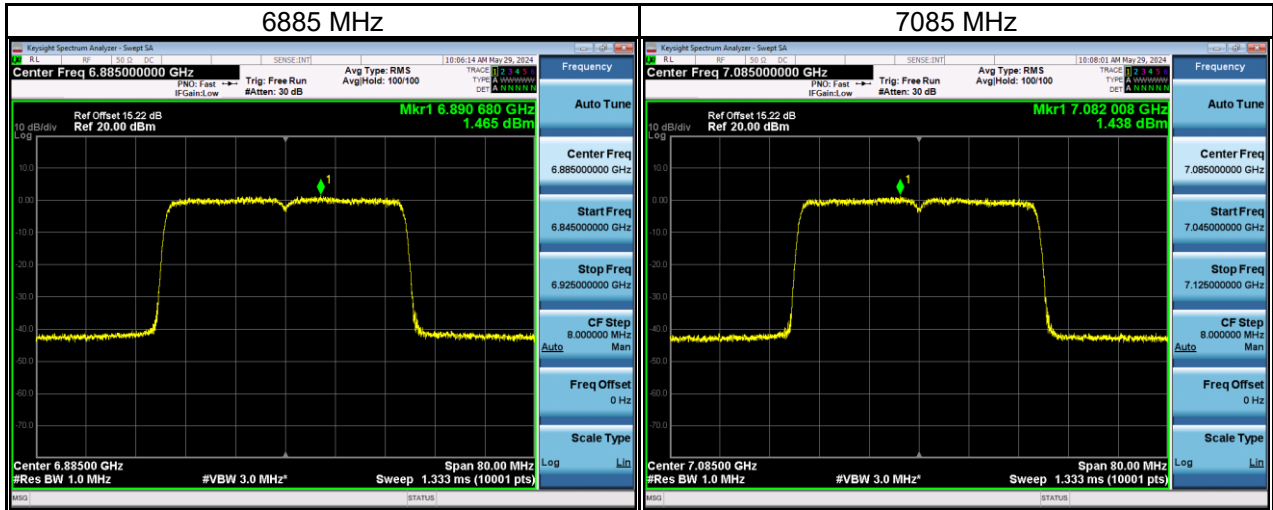 6885 MHz
7085 MHz
Keysight Spectrum Analyzer - Swept SA
RL RF 50 Ω DC SENSE:INT 10:06:14 AM May 29, 2024
Center Freq 6.885000000 GHz
PNO: Fast
IFGain:Low
Trig: Free Run
#Atten: 30 dB
Avg Type: RMS
Avg|Hold: 100/100
TRACE 1 2 3 4 5 6
TYPE A WWWWW
DET A N N N N N
Mkr1 6.890 680 GHz
1.465 dBm
Ref Offset 15.22 dB
10 dB/div Ref 20.00 dBm
Log
10.0
0.00
-10.0
-20.0
-30.0
-40.0
-50.0
-60.0
-70.0
1
Center 6.88500 GHz Span 80.00 MHz
#Res BW 1.0 MHz #VBW 3.0 MHz* Sweep 1.333 ms (10001 pts)
MSG STATUS
Frequency
Auto Tune
Center Freq
6.885000000 GHz
Start Freq
6.845000000 GHz
Stop Freq
6.925000000 GHz
CF Step
8.000000 MHz
Auto Man
Freq Offset
0 Hz
Scale Type
Log Lin
Keysight Spectrum Analyzer - Swept SA
RL RF 50 Ω DC SENSE:INT 10:08:01 AM May 29, 2024
Center Freq 7.085000000 GHz
PNO: Fast
IFGain:Low
Trig: Free Run
#Atten: 30 dB
Avg Type: RMS
Avg|Hold: 100/100
TRACE 1 2 3 4 5 6
TYPE A WWWWW
DET A N N N N N
Mkr1 7.082 008 GHz
1.438 dBm
Ref Offset 15.22 dB
10 dB/div Ref 20.00 dBm
Log
10.0
0.00
-10.0
-20.0
-30.0
-40.0
-50.0
-60.0
-70.0
1
Center 7.08500 GHz Span 80.00 MHz
#Res BW 1.0 MHz #VBW 3.0 MHz* Sweep 1.333 ms (10001 pts)
MSG STATUS
Frequency
Auto Tune
Center Freq
7.085000000 GHz
Start Freq
7.045000000 GHz
Stop Freq
7.125000000 GHz
CF Step
8.000000 MHz
Auto Man
Freq Offset
0 Hz
Scale Type
Log Lin